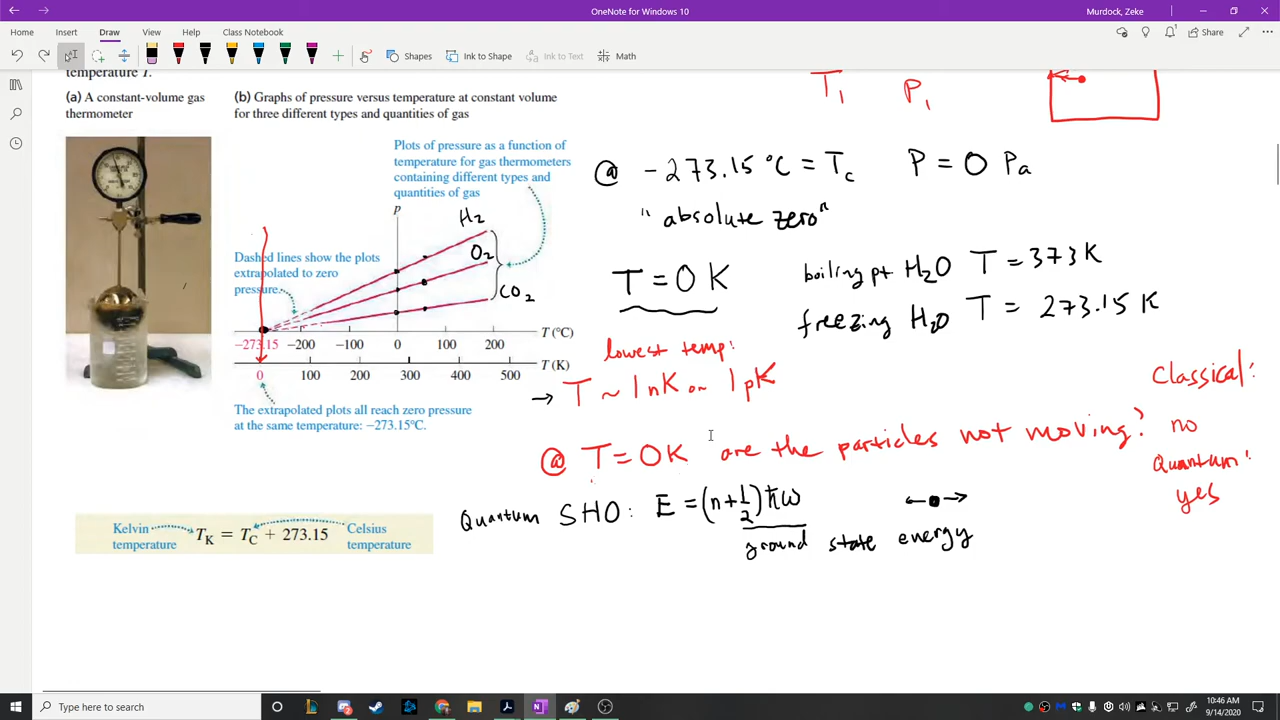 OneNote for Windows 10
Murdock, Zeke
Home Insert Draw View Help Class Notebook
Share
Shapes Ink to Shape Ink to Text Math
temperature T.
(a) A constant-volume gas
thermometer
(b) Graphs of pressure versus temperature at constant volume
for three different types and quantities of gas
Plots of pressure as a function of
temperature for gas thermometers
containing different types and
quantities of gas
p
H2
O2
CO2
Dashed lines show the plots
extrapolated to zero
pressure.
-273.15 -200 -100 0 100 200 T (°C)
0 100 200 300 400 500 T (K)
The extrapolated plots all reach zero pressure
at the same temperature: -273.15°C.
Kelvin temperature TK = TC + 273.15 Celsius temperature
T1 P1
@ -273.15 °C = Tc P = 0 Pa
"absolute zero"
T = 0 K
boiling pt H2O T = 373 K
freezing H2O T = 273.15 K
lowest temp:
→ T ~ 1 nK or 1 pK
@ T = 0K are the particles not moving?
Classical:
no
Quantum:
yes
Quantum SHO: E = (n + 1/2) ħω
ground state energy
Type here to search
10:46 AM
9/14/2020